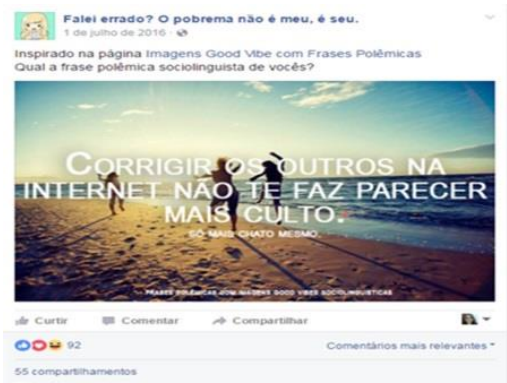 Falei errado? O pobrema não é meu, é seu.
1 de julho de 2016
Inspirado na página Imagens Good Vibe com Frases Polêmicas
Qual a frase polêmica sociolinguista de vocês?
CORRIGIR OS OUTROS NA
INTERNET NÃO TE FAZ PARECER
MAIS CULTO.
SÓ MAIS CHATO MESMO.
FRASES POLÊMICAS COM IMAGENS GOOD VIBES SOCIOLINGUISTICAS
Curtir Comentar Compartilhar
92 Comentários mais relevantes
55 compartilhamentos